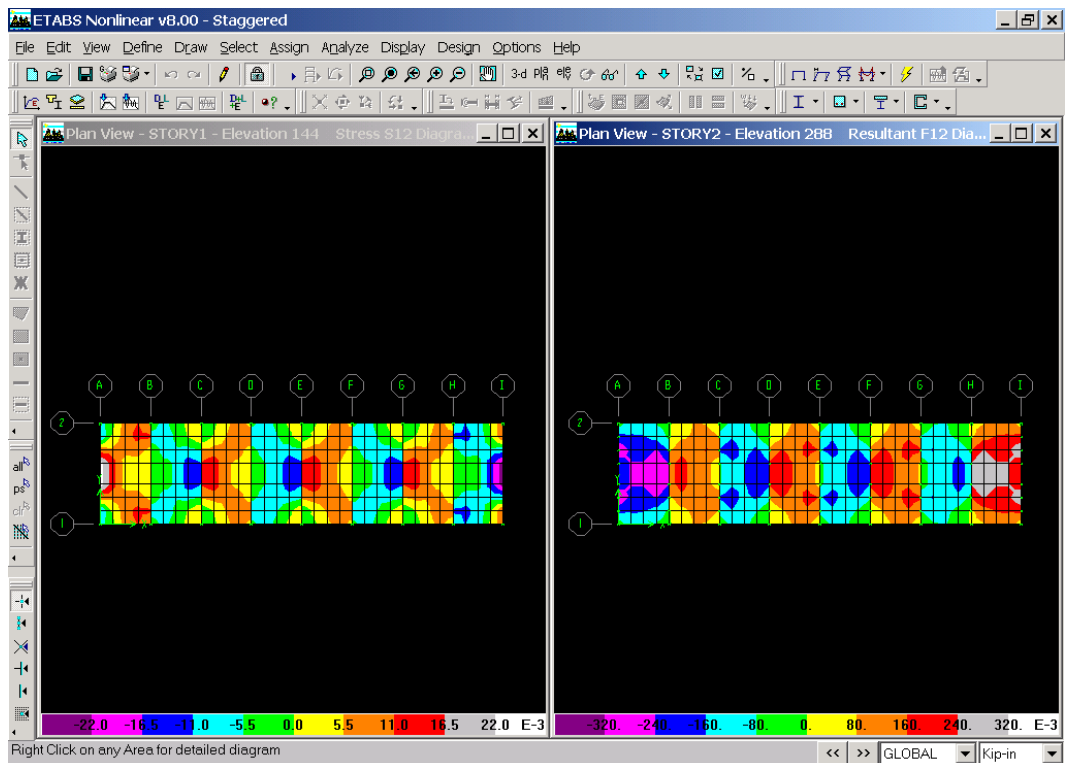 ETABS Nonlinear v8.00 - Staggered
File Edit View Define Draw Select Assign Analyze Display Design Options Help
3-d
all
ps
clr
Plan View - STORY1 - Elevation 144 Stress S12 Diagra...
A B C D E F G H I
2
1
Y
X
-22.0 -16.5 -11.0 -5.5 0.0 5.5 11.0 16.5 22.0 E-3
Plan View - STORY2 - Elevation 288 Resultant F12 Dia...
A B C D E F G H I
2
1
Y
X
-320. -240. -160. -80. 0. 80. 160. 240. 320. E-3
Right Click on any Area for detailed diagram
<< >> GLOBAL Kip-in